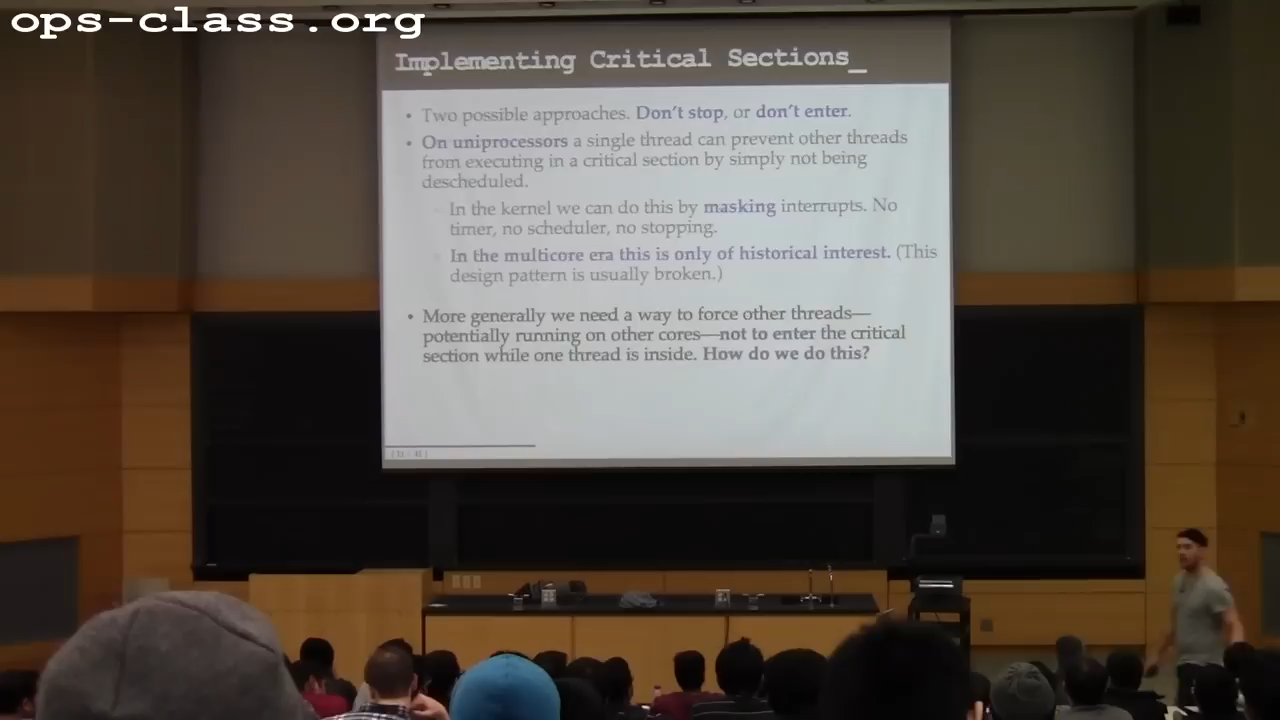 ops-class.org
Implementing Critical Sections_
• Two possible approaches. Don't stop, or don't enter.
• On uniprocessors a single thread can prevent other threads
from executing in a critical section by simply not being
descheduled.
In the kernel we can do this by masking interrupts. No
timer, no scheduler, no stopping.
In the multicore era this is only of historical interest. (This
design pattern is usually broken.)
• More generally we need a way to force other threads—
potentially running on other cores—not to enter the critical
section while one thread is inside. How do we do this?